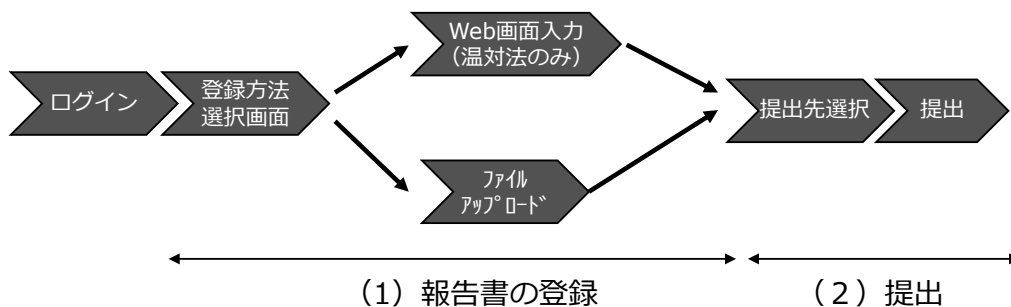 ログイン
登録方法
選択画面
Web画面入力
（温対法のみ）
ﾌｧｲﾙ
ｱｯﾌﾟﾛｰﾄﾞ
提出先選択
提出
（1）報告書の登録
（２）提出